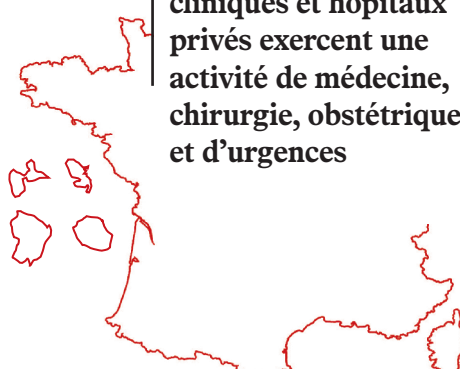 cliniques et hôpitaux
privés exercent une
activité de médecine,
chirurgie, obstétrique
et d’urgences